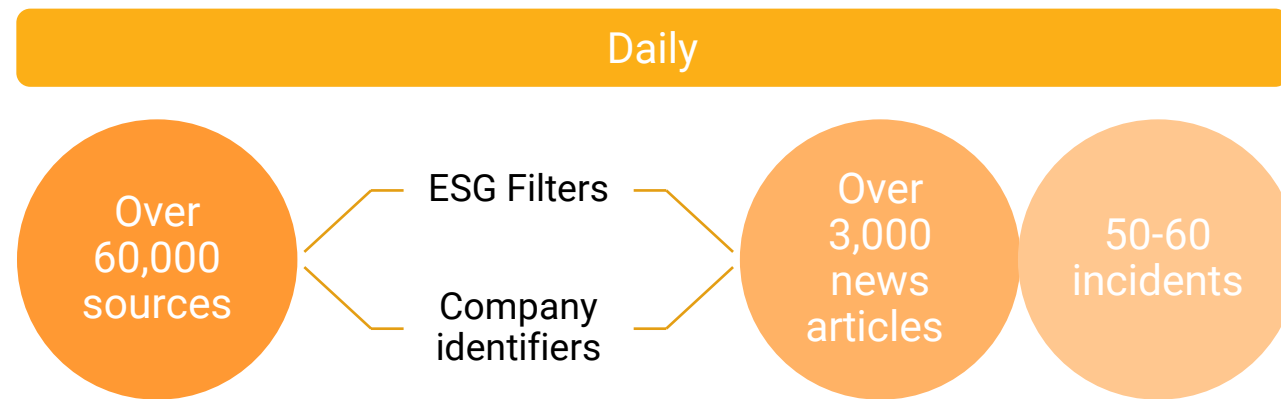 Daily
Over
60,000
sources
ESG Filters
Company
identifiers
Over
3,000
news
articles
50-60
incidents